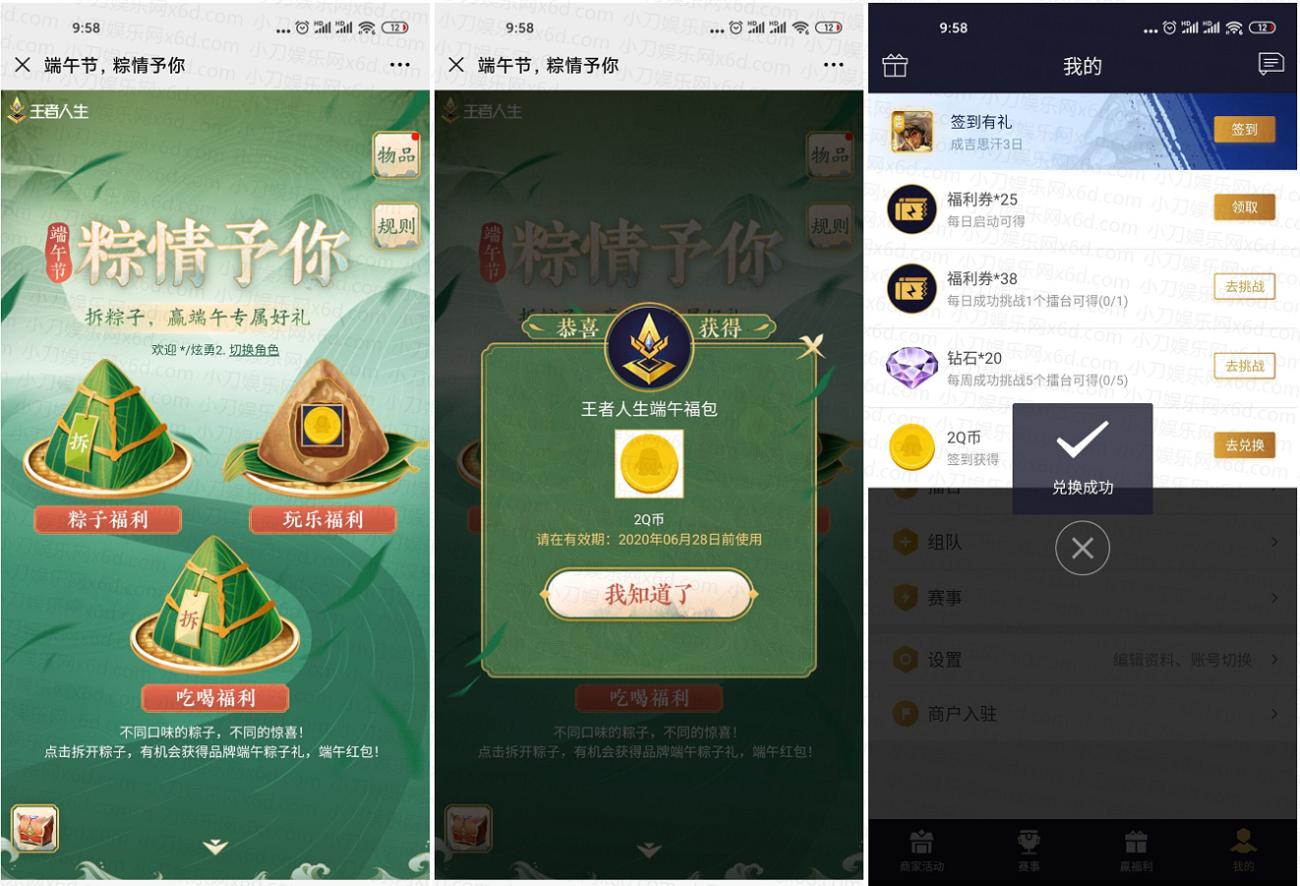 9:58
HD HD 12
端午节，粽情予你
王者人生
物品
规则
端午节
粽情予你
拆粽子，赢端午专属好礼
欢迎 */炫勇2. 切换角色
拆
粽子福利
玩乐福利
拆
吃喝福利
不同口味的粽子，不同的惊喜！
点击拆开粽子，有机会获得品牌端午粽子礼，端午红包！
9:58
HD HD 12
端午节，粽情予你
王者人生
物品
规则
端午节
粽情予你
恭喜 获得
王者人生端午福包
2Q币
请在有效期：2020年06月28日前使用
我知道了
吃喝福利
不同口味的粽子，不同的惊喜！
点击拆开粽子，有机会获得品牌端午粽子礼，端午红包！
9:58
HD HD 12
我的
签到有礼
成吉思汗3日
签到
福利券*25
每日启动可得
领取
福利券*38
每日成功挑战1个擂台可得(0/1)
去挑战
钻石*20
每周成功挑战5个擂台可得(0/5)
去挑战
2Q币
签到获得
去兑换
兑换成功
组队
赛事
设置
编辑资料、账号切换
商户入驻
商家活动
赛事
赢福利
我的
小刀娱乐网x6d.com